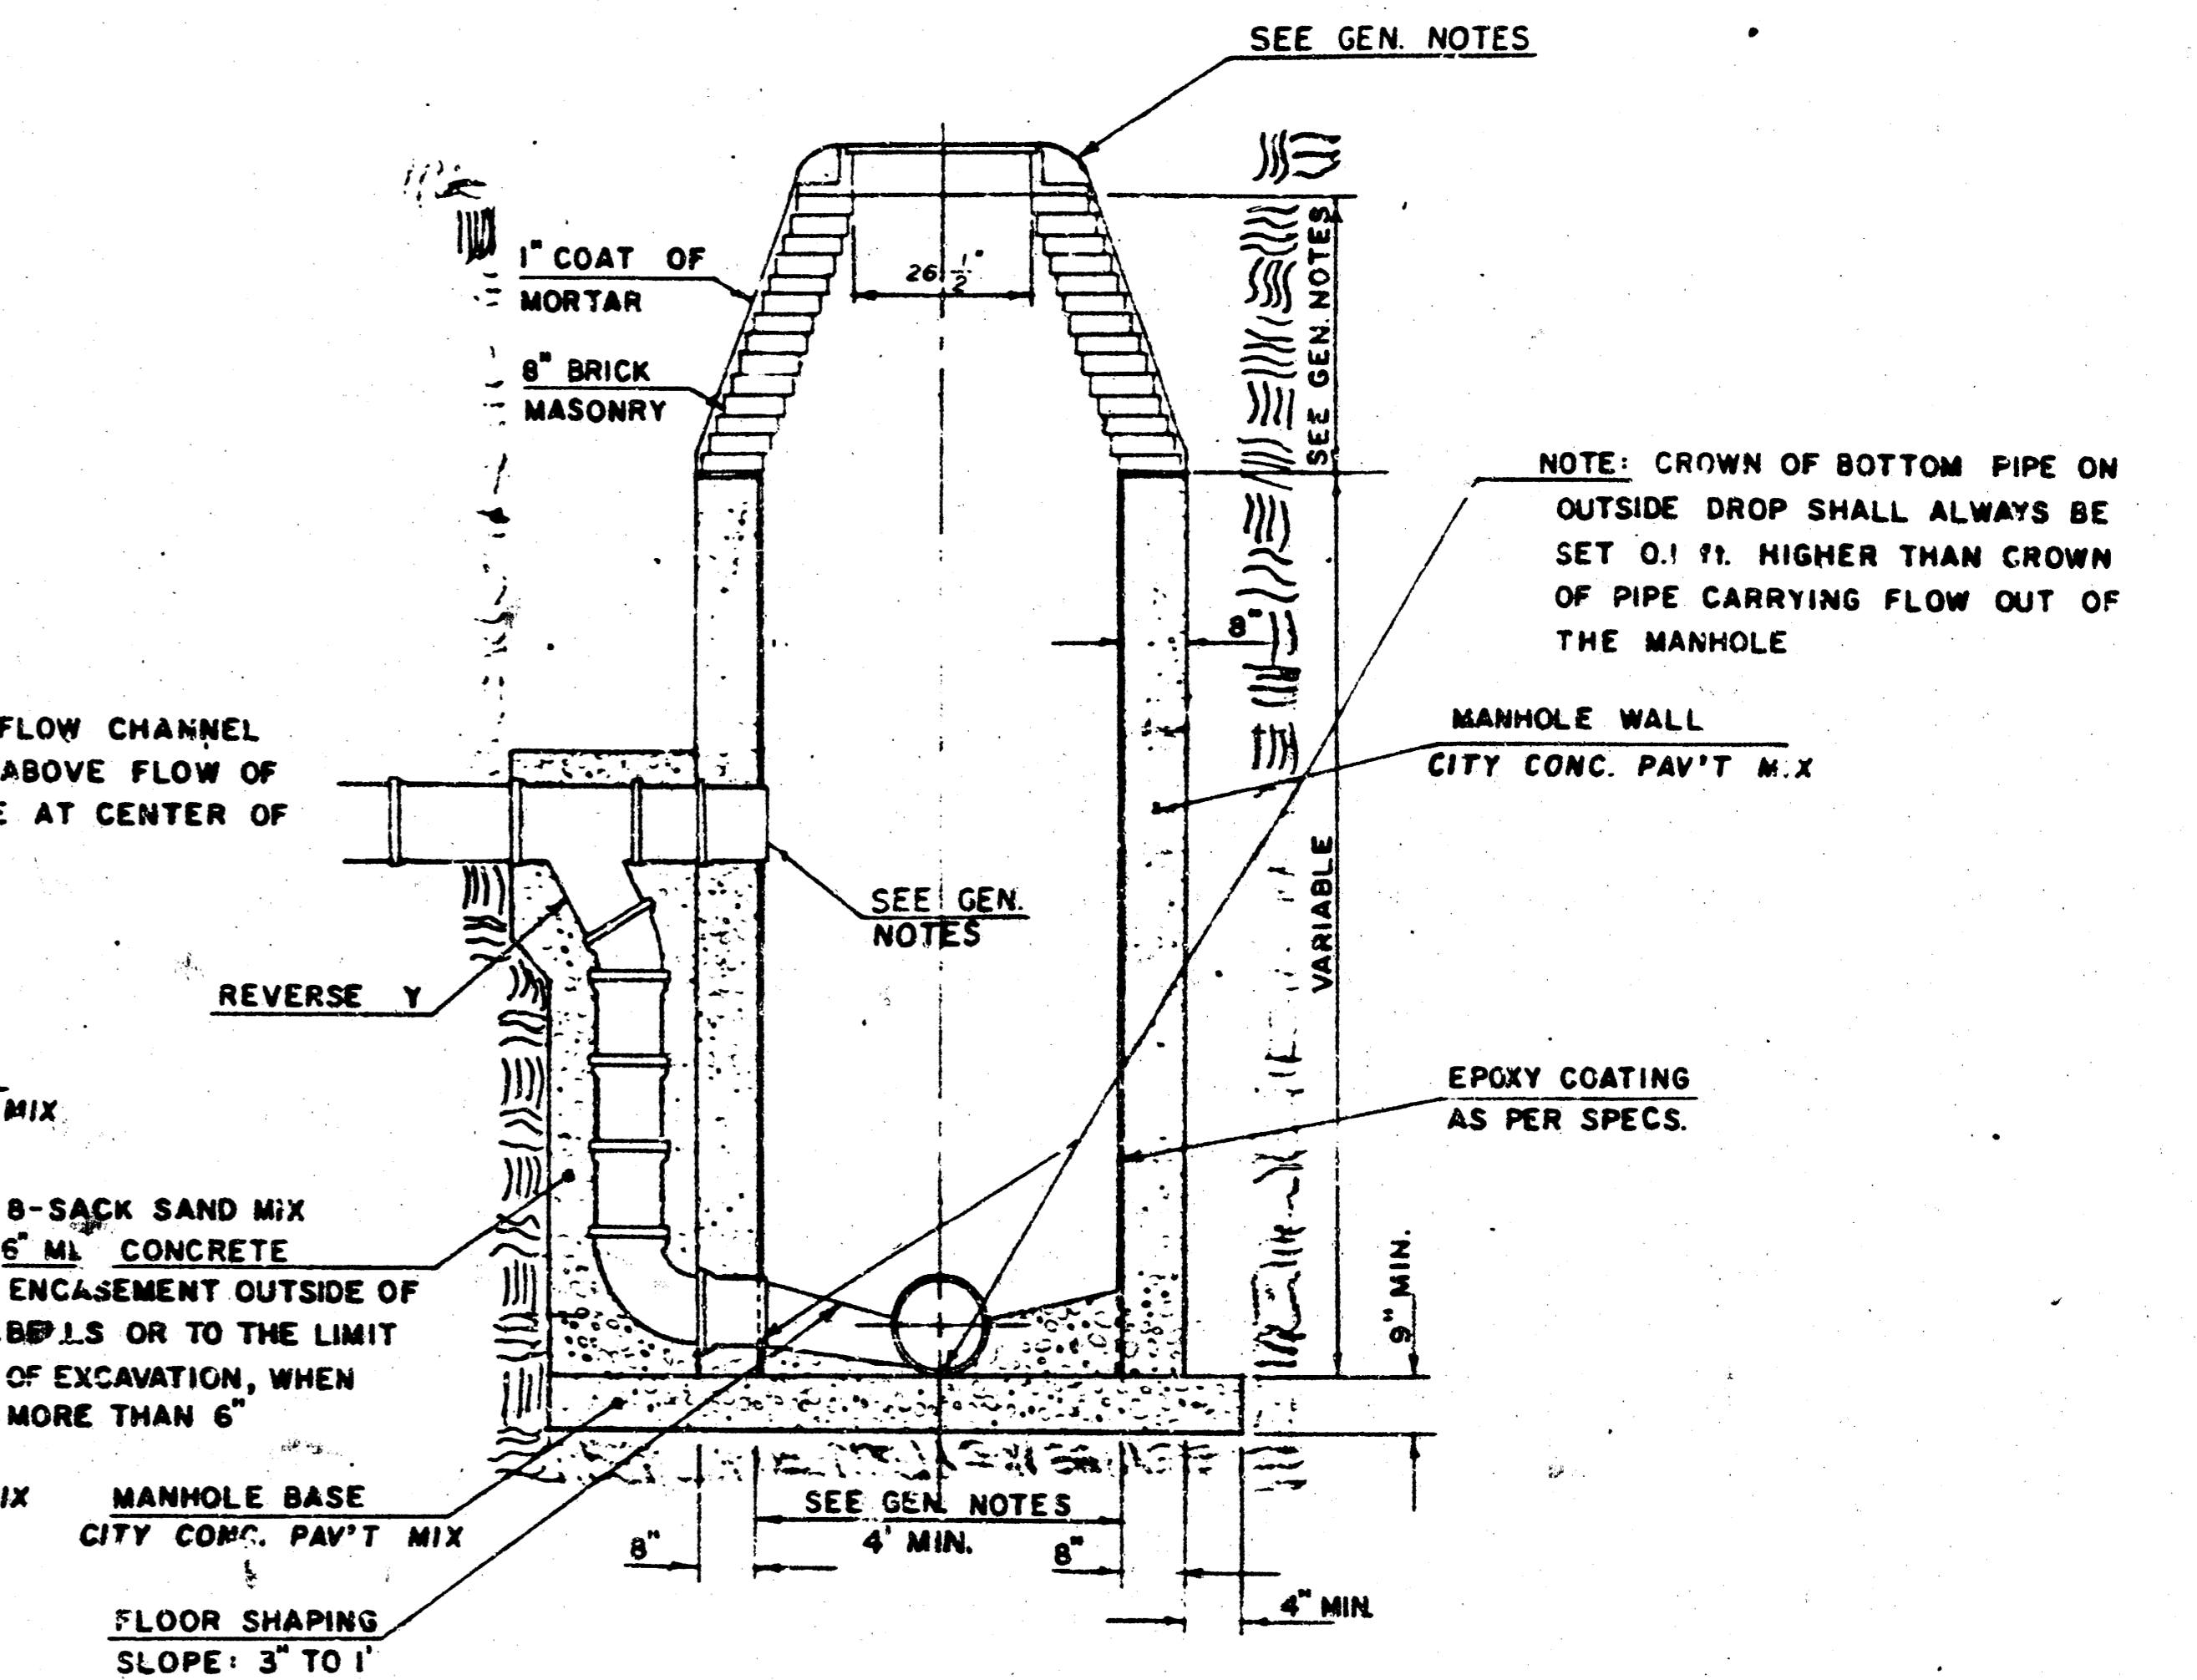 SEE GEN. NOTES
1" COAT OF
MORTAR
26 1/2"
8" BRICK
MASONRY
SEE GEN. NOTES
NOTE: CROWN OF BOTTOM PIPE ON
OUTSIDE DROP SHALL ALWAYS BE
SET 0.1 ft. HIGHER THAN CROWN
OF PIPE CARRYING FLOW OUT OF
THE MANHOLE
8"
FLOW CHANNEL
ABOVE FLOW OF
AT CENTER OF
MANHOLE WALL
CITY CONC. PAV'T MIX
SEE GEN.
NOTES
VARIABLE
REVERSE Y
EPOXY COATING
AS PER SPECS.
MIX
8-SACK SAND MIX
6" CONCRETE
ENCASEMENT OUTSIDE OF
BELLS OR TO THE LIMIT
OF EXCAVATION, WHEN
MORE THAN 6"
9" MIN.
MANHOLE BASE
CITY CONC. PAV'T MIX
SEE GEN. NOTES
4' MIN.
8"
8"
4" MIN.
FLOOR SHAPING
SLOPE: 3" TO 1'